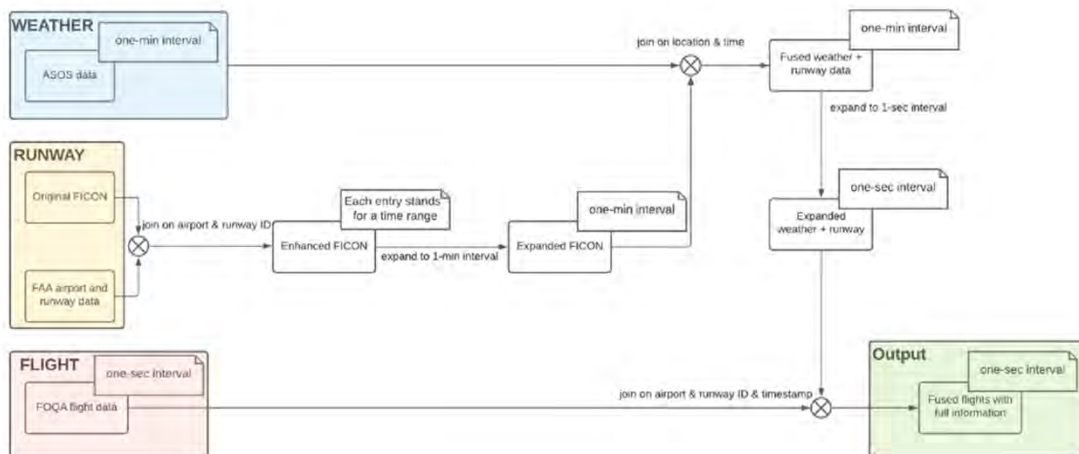 WEATHER
one-min interval
ASOS data
join on location & time
one-min interval
Fused weather +
runway data
expand to 1-sec interval
RUNWAY
Original FICON
join on airport & runway ID
FAA airport and
runway data
Each entry stands
for a time range
Enhanced FICON
expand to 1-min interval
one-min interval
Expanded FICON
one-sec interval
Expanded
weather + runway
FLIGHT
one-sec interval
FOQA flight data
join on airport & runway ID & timestamp
Output
one-sec interval
Fused flights with
full information